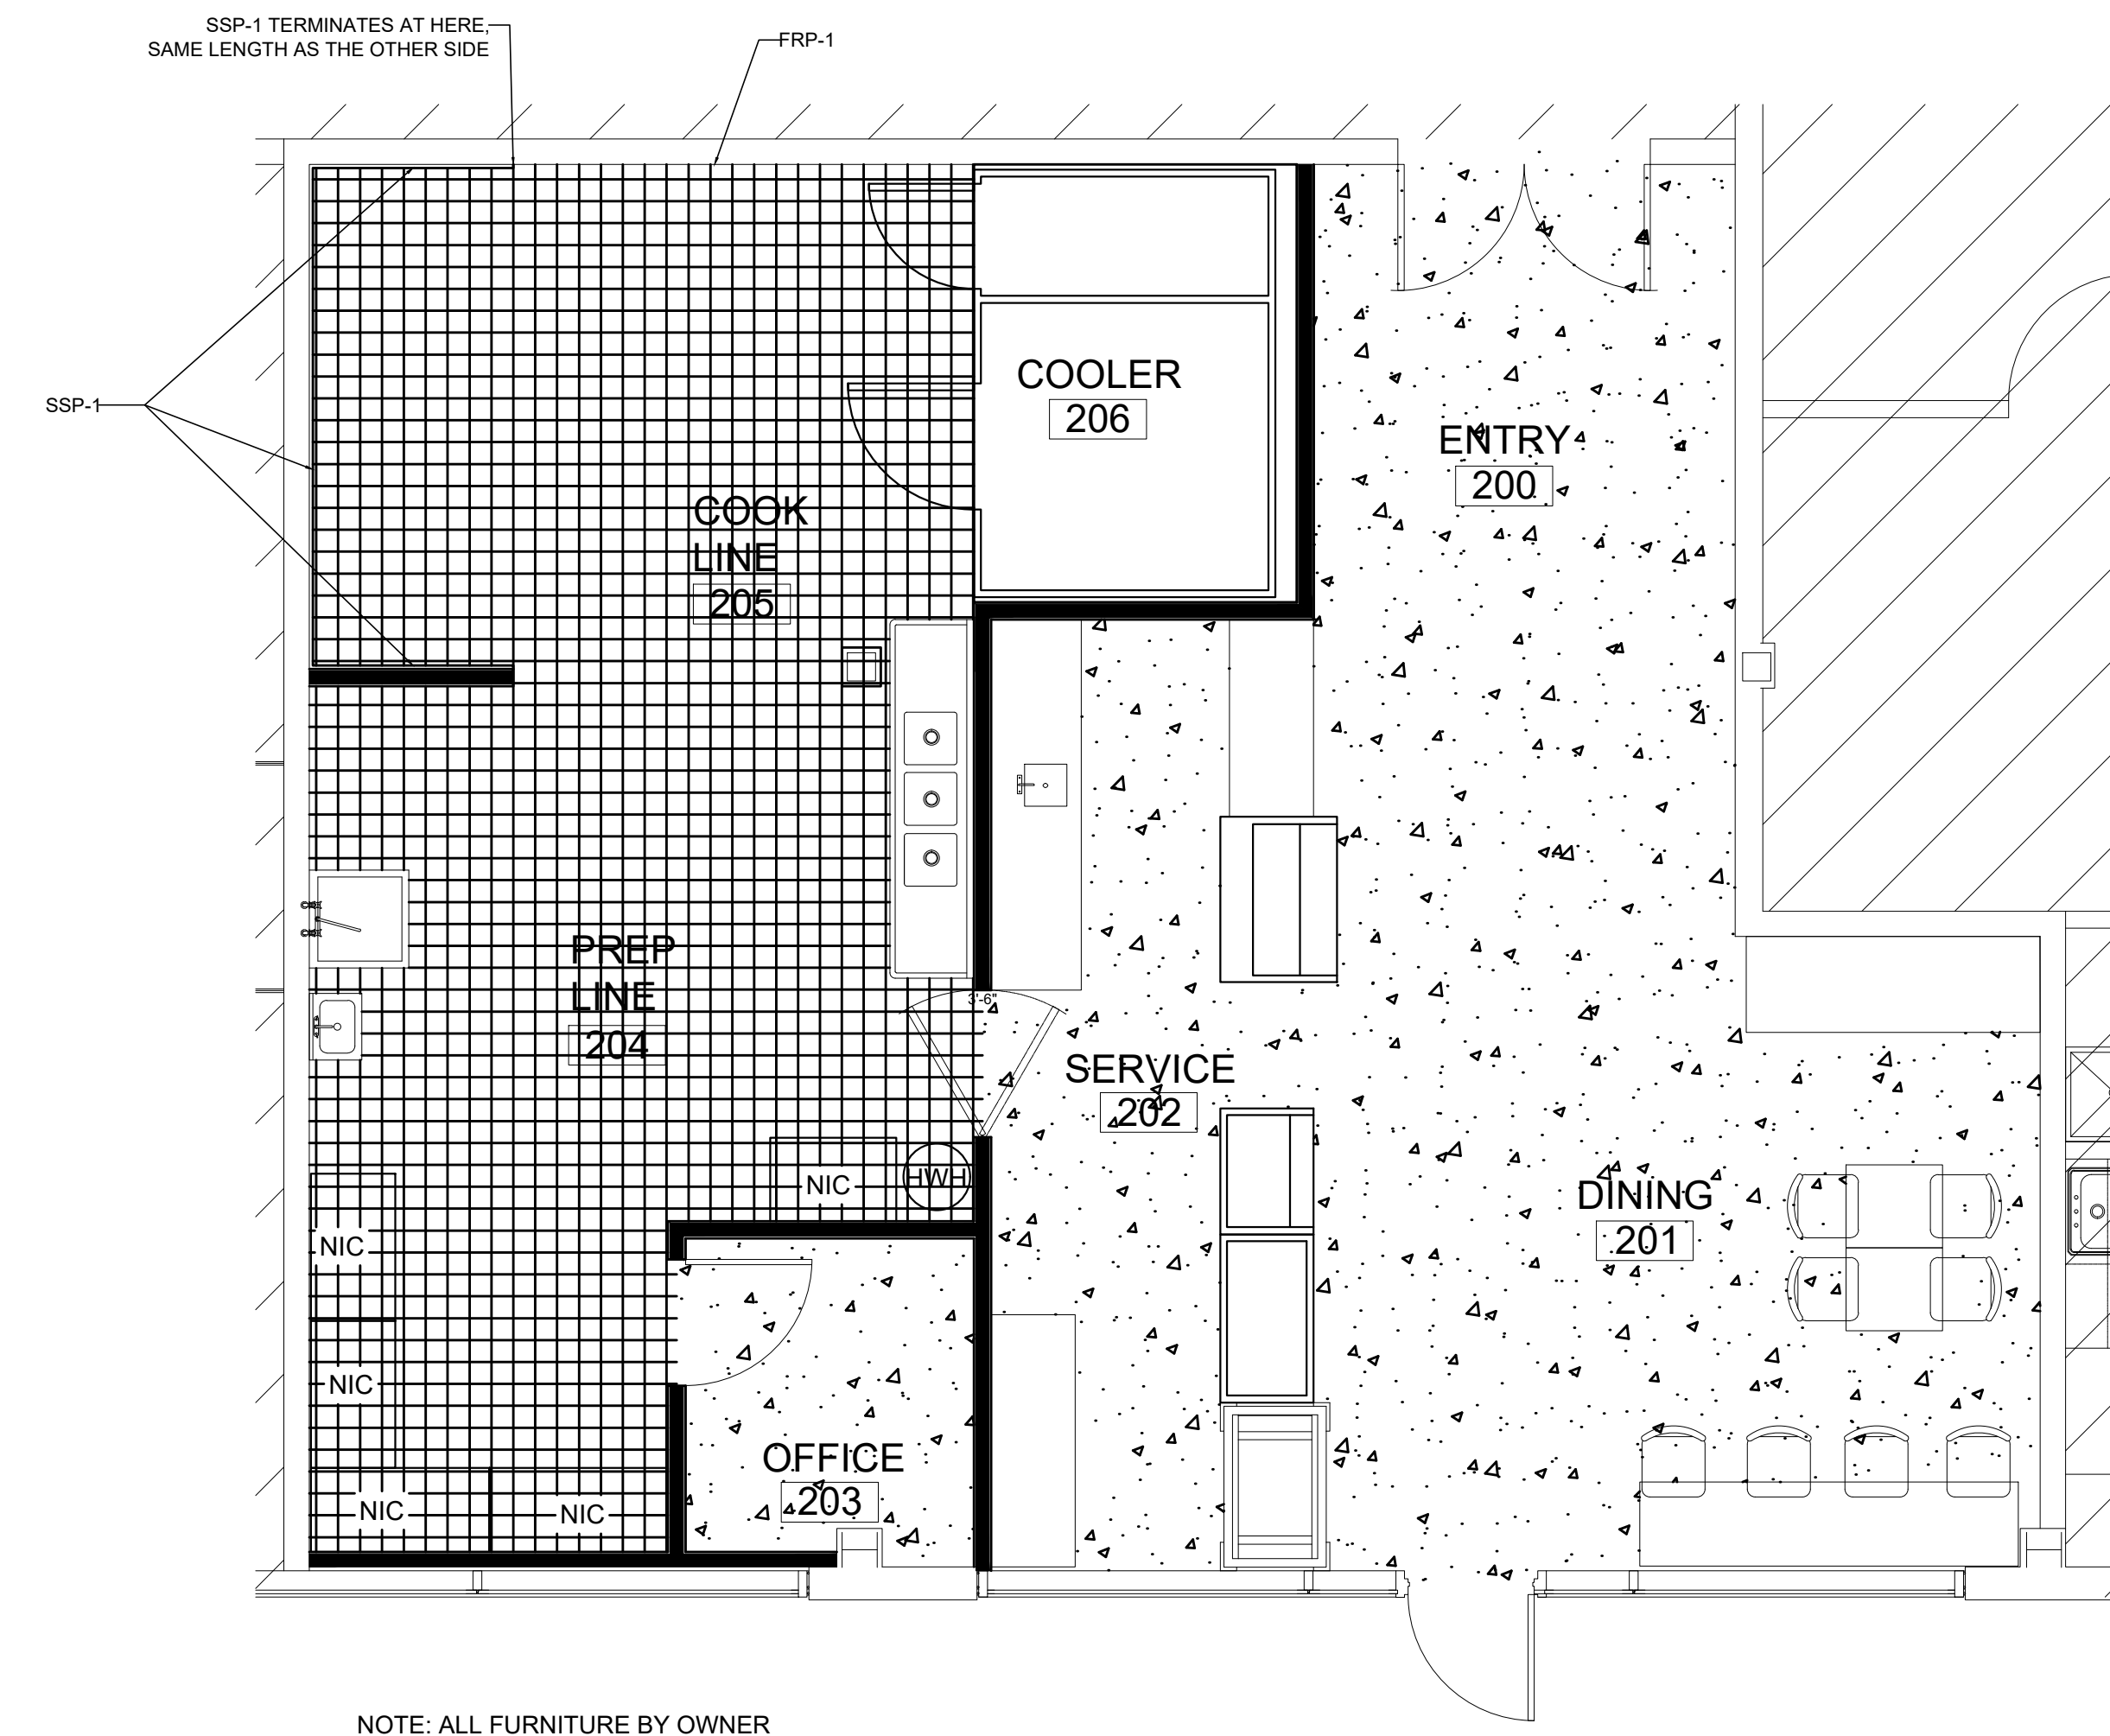 SSP-1 TERMINATES AT HERE,
SAME LENGTH AS THE OTHER SIDE
FRP-1
SSP-1
COOLER
206
ENTRY
200
COOK
LINE
205
PREP
LINE
204
3'-6"
SERVICE
202
NIC
HWH
DINING
201
NIC
NIC
OFFICE
203
NIC
NIC
NOTE: ALL FURNITURE BY OWNER